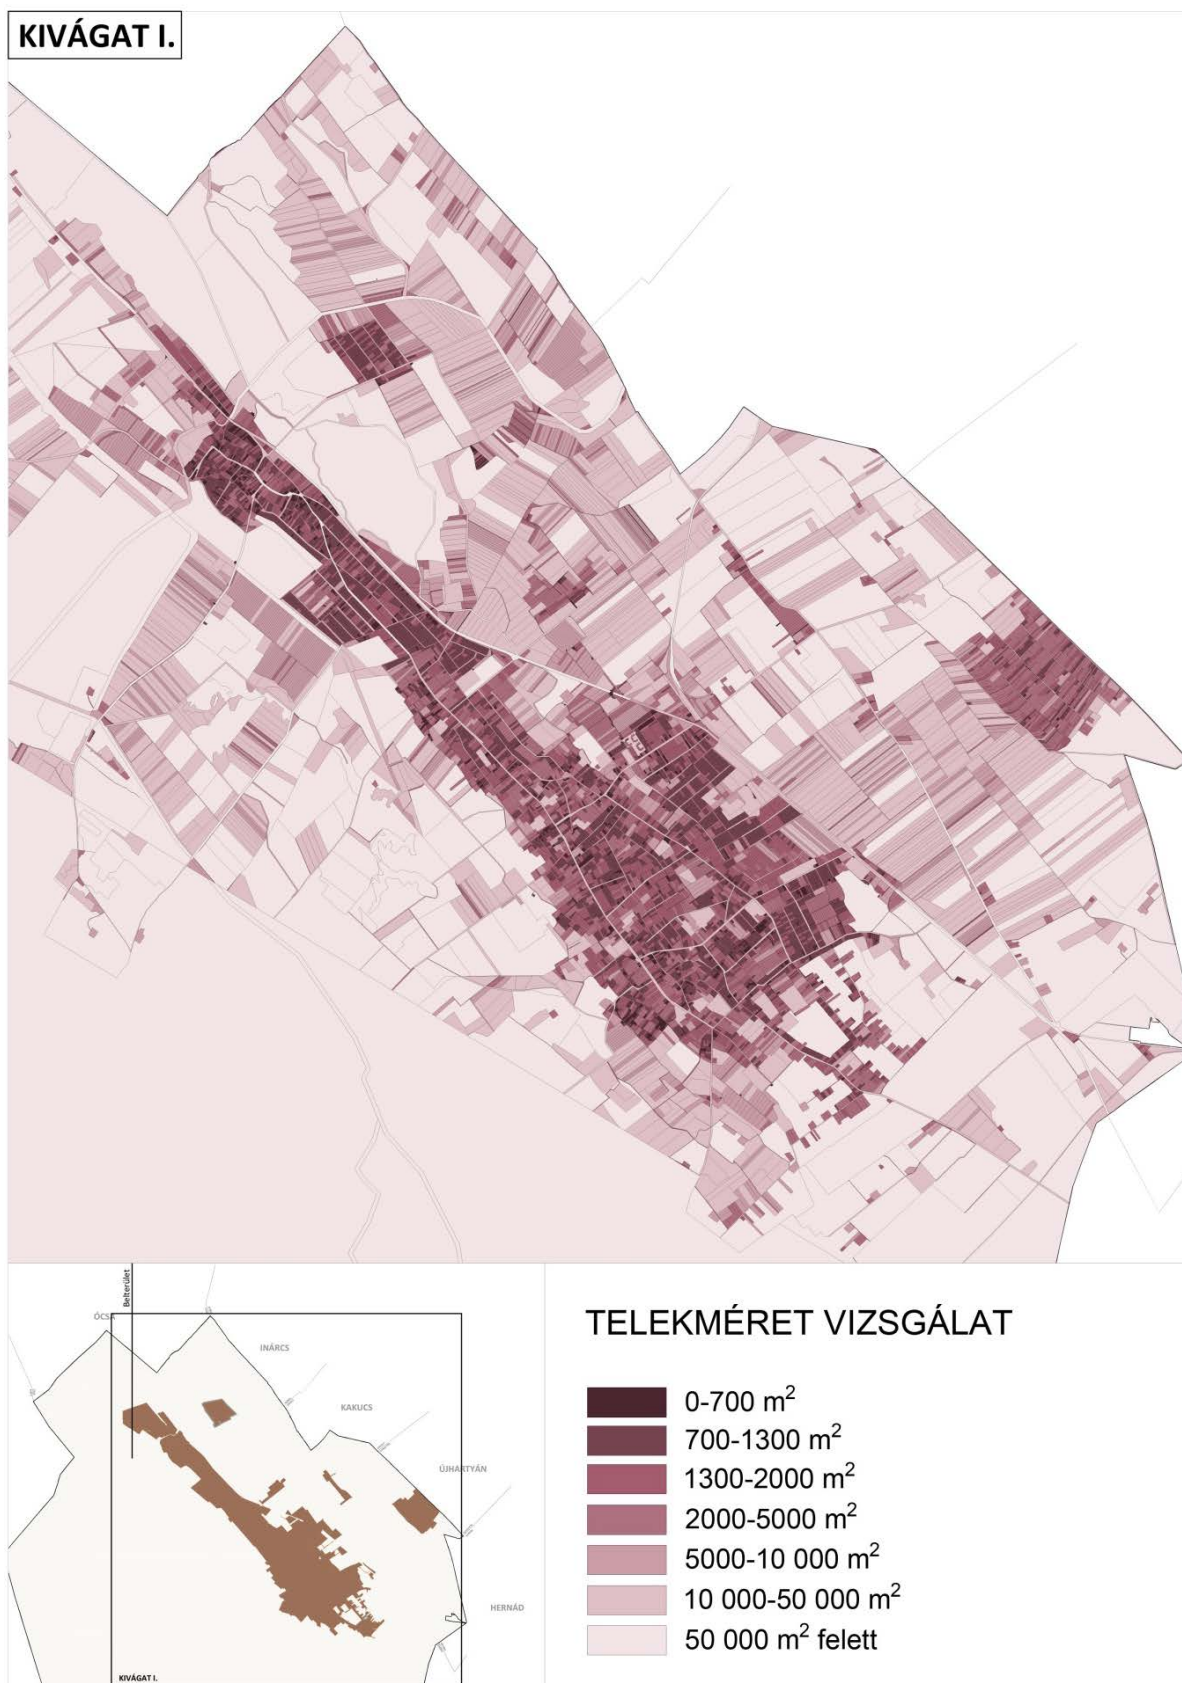 KIVÁGAT I.
Belterület
ÓCSA
INÁRCS
KAKUCS
ÚJHARTYÁN
HERNÁD
KIVÁGAT I.
TELEKMÉRET VIZSGÁLAT
0-700 m²
700-1300 m²
1300-2000 m²
2000-5000 m²
5000-10 000 m²
10 000-50 000 m²
50 000 m² felett